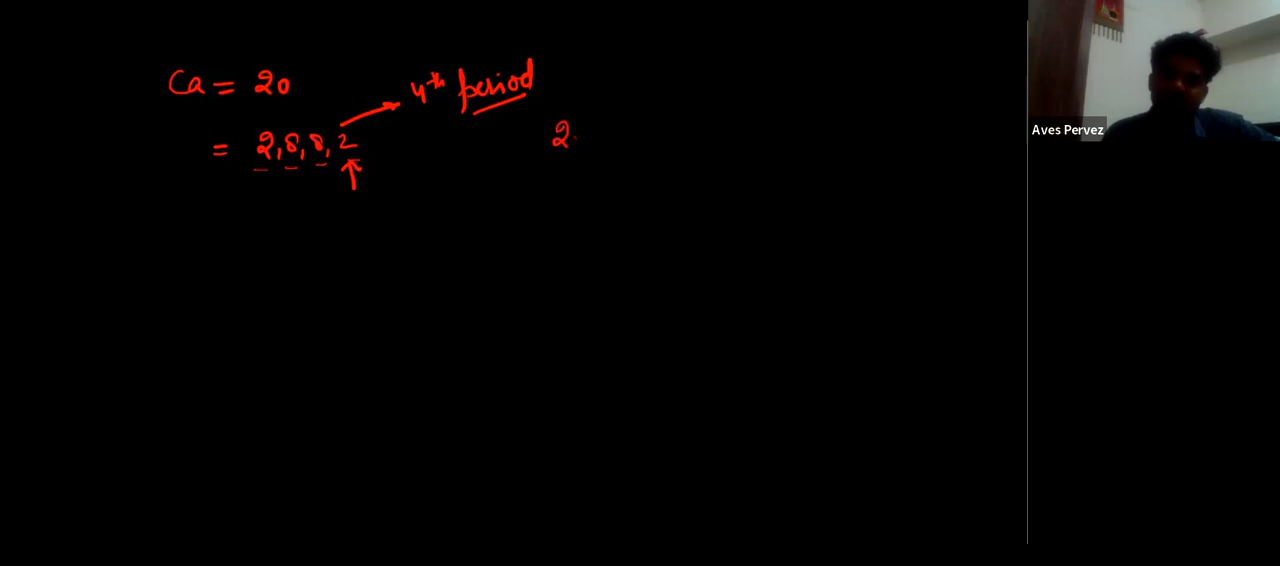 Ca = 20
4th period
= 2, 8, 8, 2
2
Aves Pervez